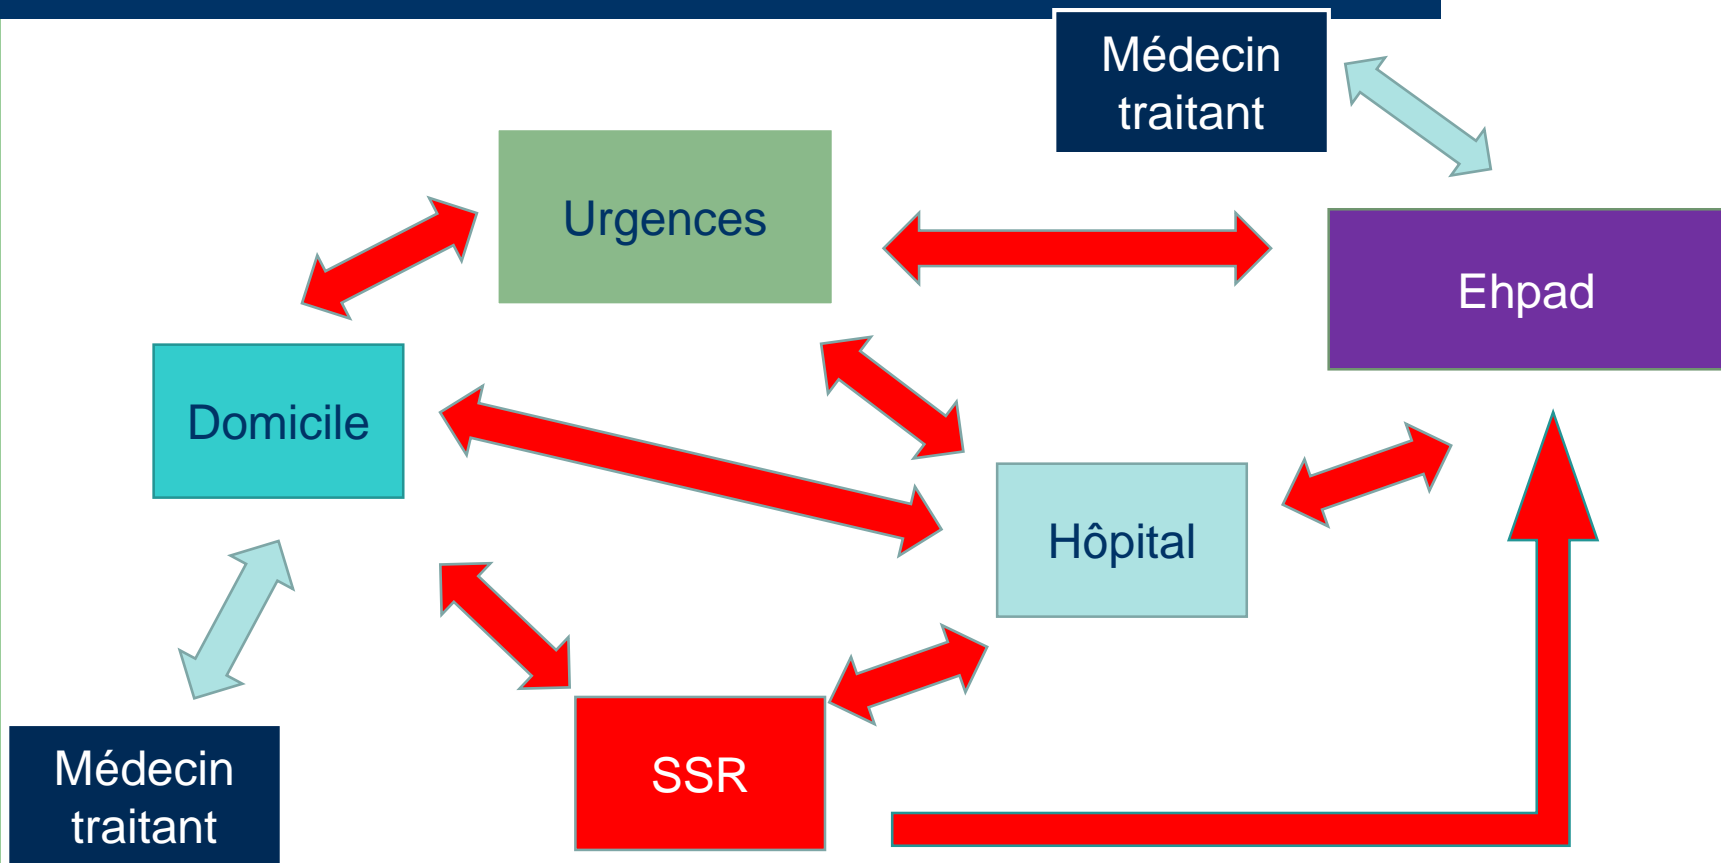 Médecin
traitant
Urgences
Ehpad
Domicile
Hôpital
SSR
Médecin
traitant